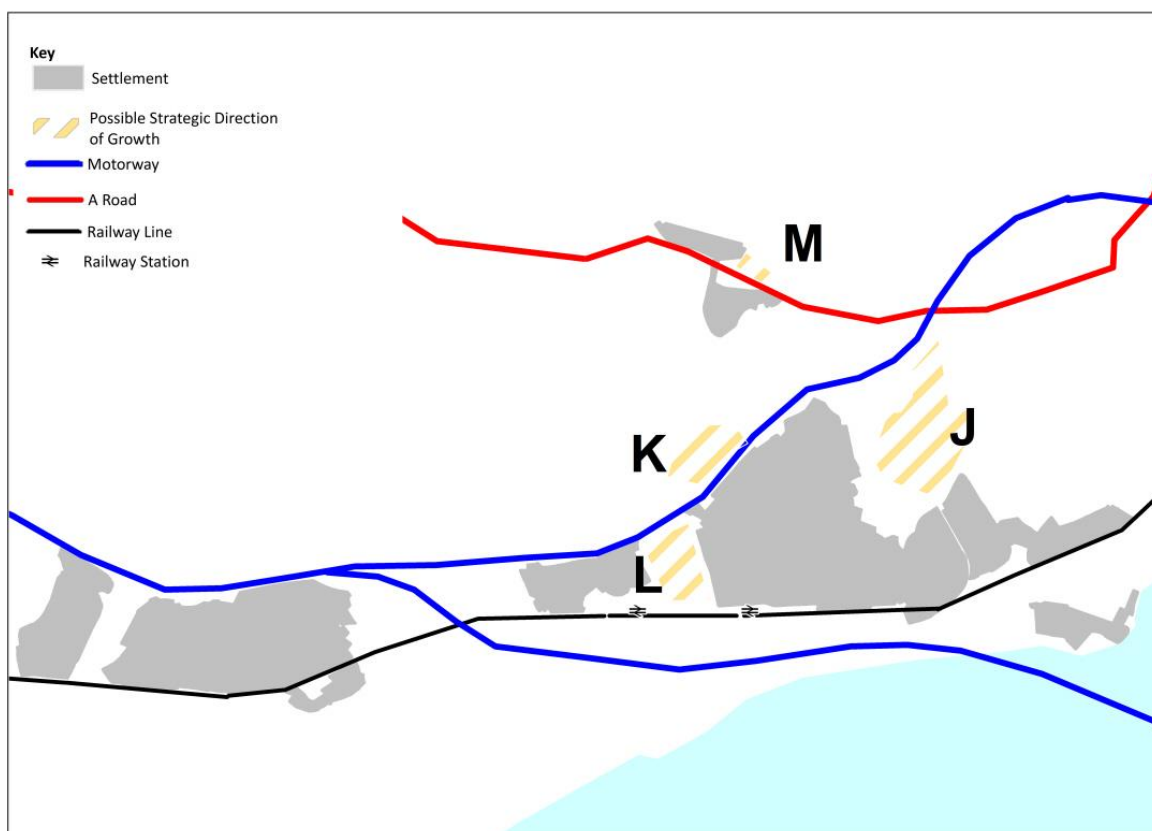 Key
Settlement
Possible Strategic Direction
of Growth
Motorway
A Road
Railway Line
Railway Station
M
K
J
L